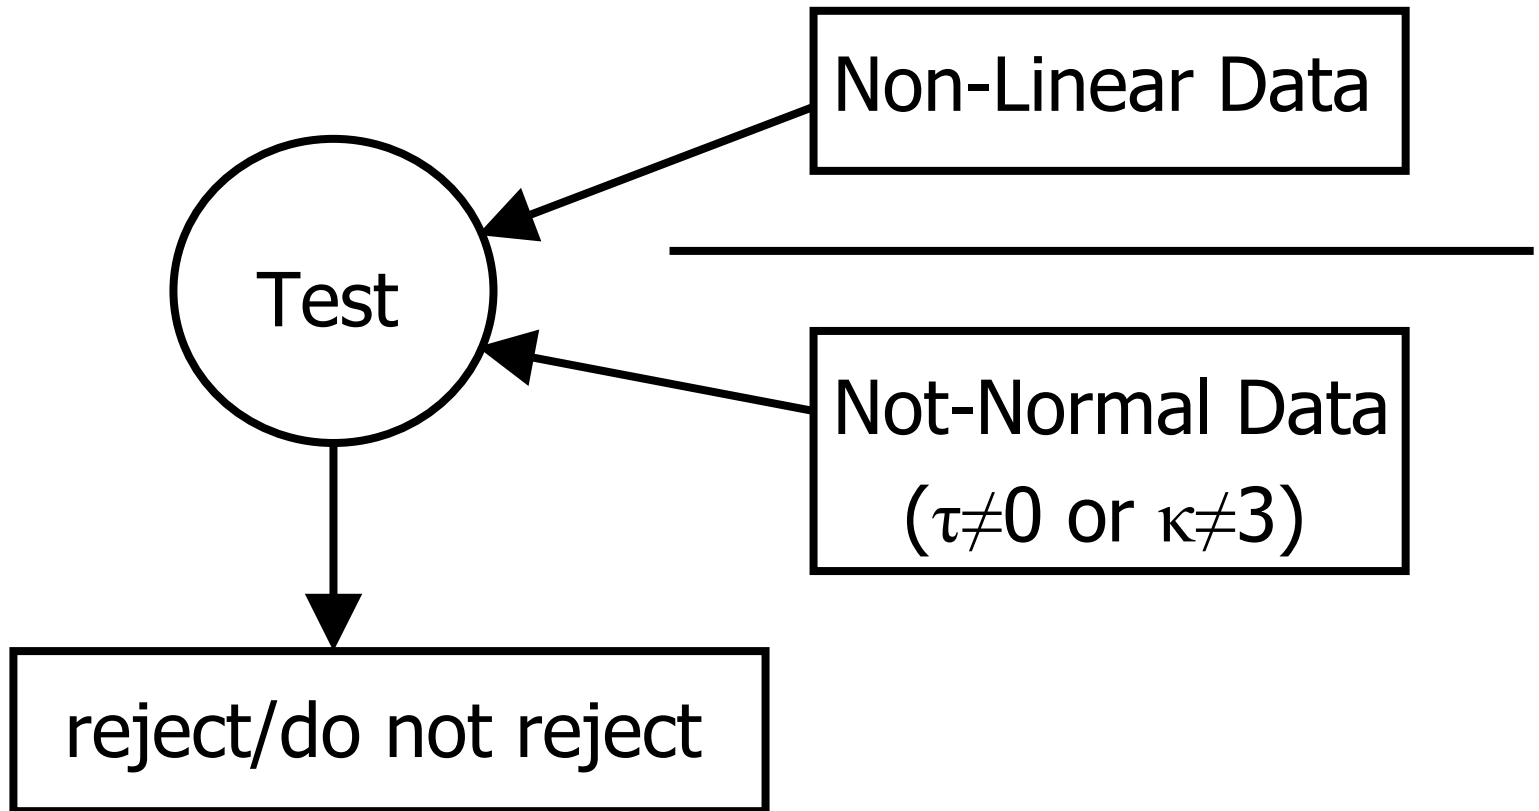 Non-Linear Data
Test
Not-Normal Data
(τ≠0 or κ≠3)
reject/do not reject